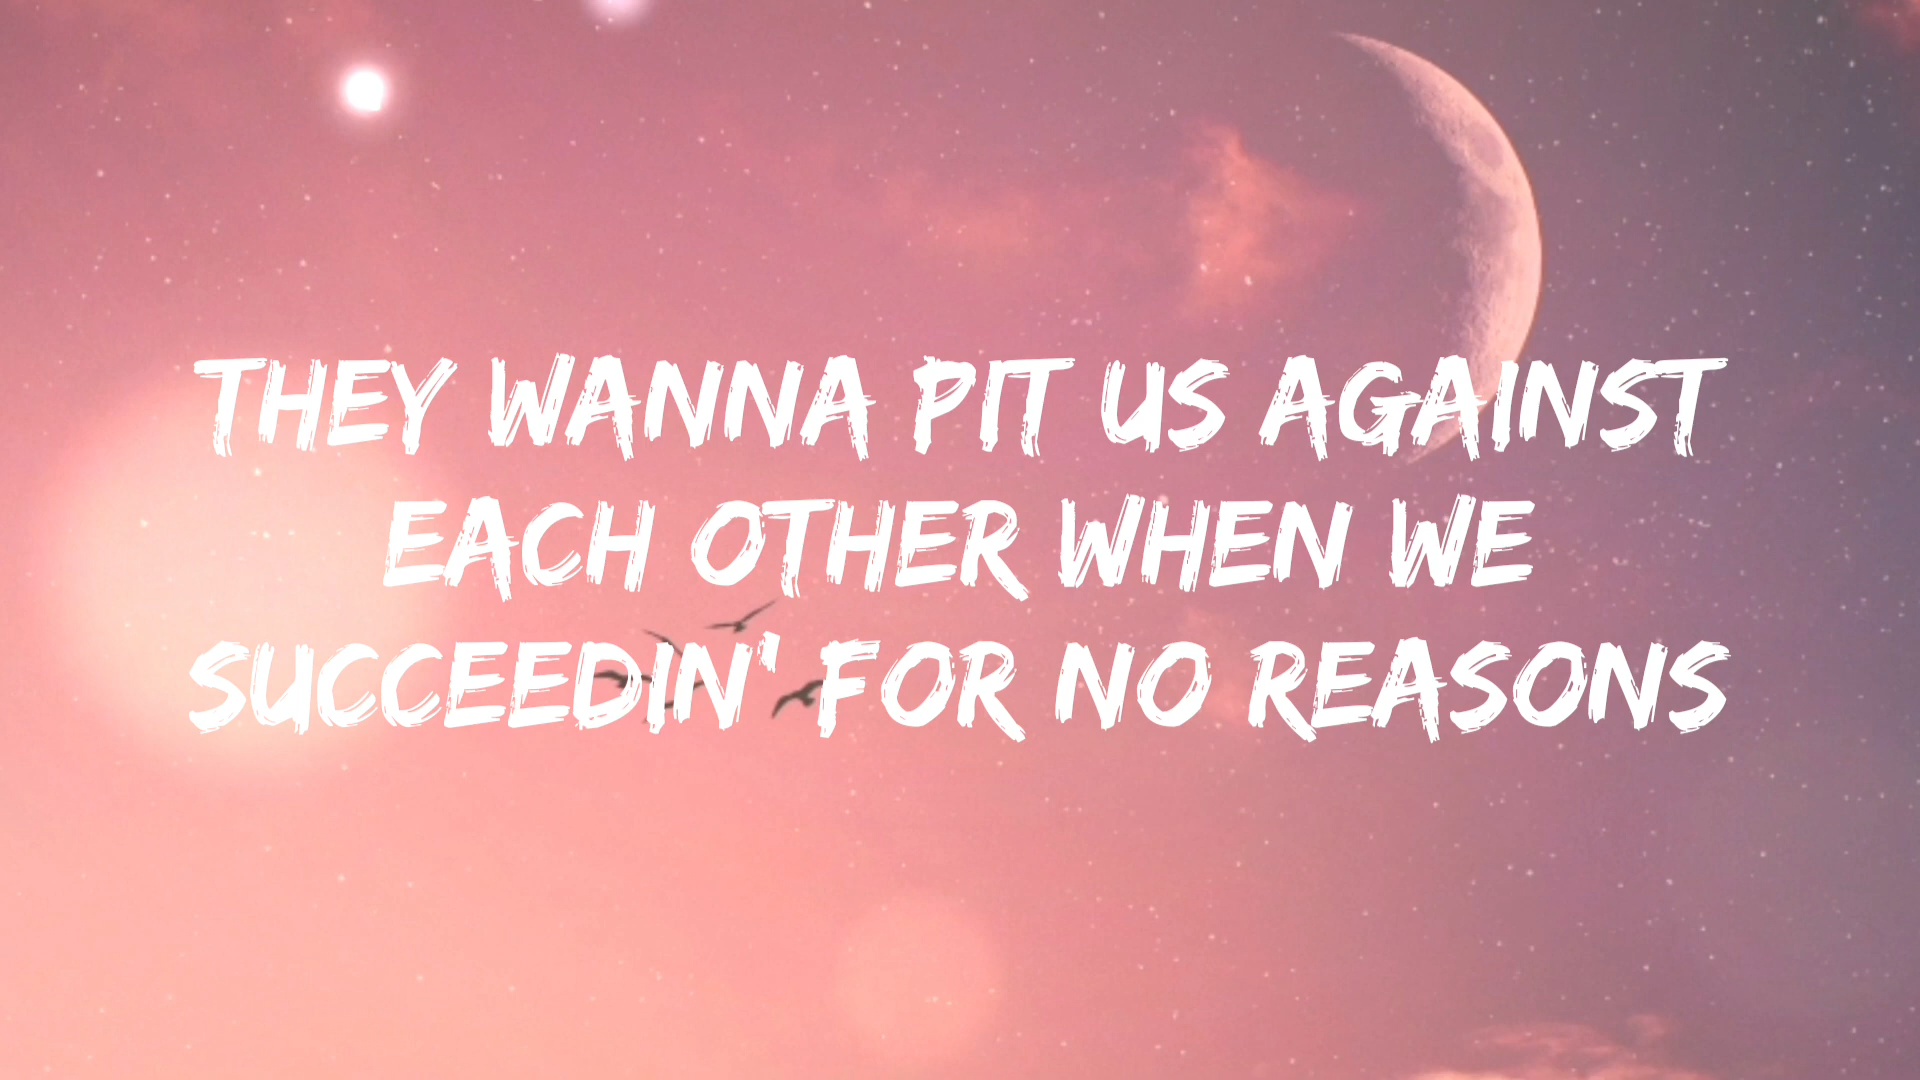 THEY WANNA PIT US AGAINST
EACH OTHER WHEN WE
SUCCEEDIN' FOR NO REASONS